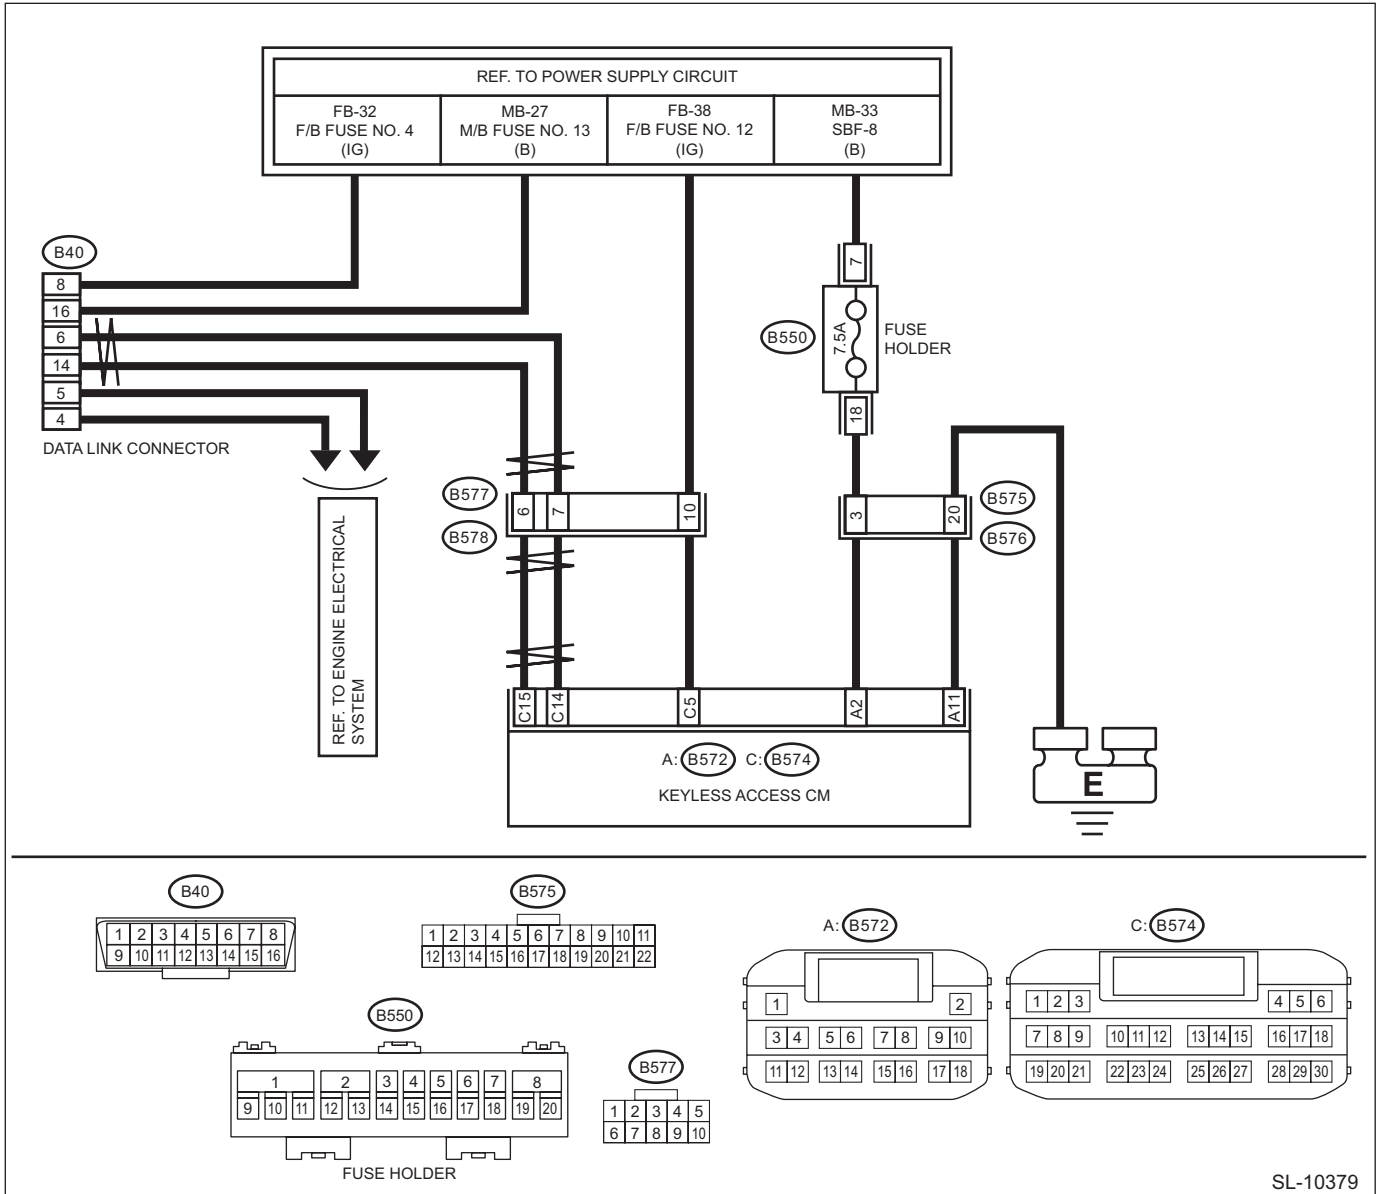 REF. TO POWER SUPPLY CIRCUIT
FB-32
F/B FUSE NO. 4
(IG)
MB-27
M/B FUSE NO. 13
(B)
FB-38
F/B FUSE NO. 12
(IG)
MB-33
SBF-8
(B)
B40
8
16
6
14
5
4
DATA LINK CONNECTOR
REF. TO ENGINE ELECTRICAL
SYSTEM
7
7.5A
B550
FUSE
HOLDER
18
B577
B578
6 7 10
3 20
B575
B576
C15 C14 C5 A2 A11
A: B572 C: B574
KEYLESS ACCESS CM
E
B40
1 2 3 4 5 6 7 8
9 10 11 12 13 14 15 16
B575
1 2 3 4 5 6 7 8 9 10 11
12 13 14 15 16 17 18 19 20 21 22
B550
1 2 3 4 5 6 7 8
9 10 11 12 13 14 15 16 17 18 19 20
FUSE HOLDER
B577
1 2 3 4 5
6 7 8 9 10
A: B572
1 2
3 4 5 6 7 8 9 10
11 12 13 14 15 16 17 18
C: B574
1 2 3 4 5 6
7 8 9 10 11 12 13 14 15 16 17 18
19 20 21 22 23 24 25 26 27 28 29 30
SL-10379